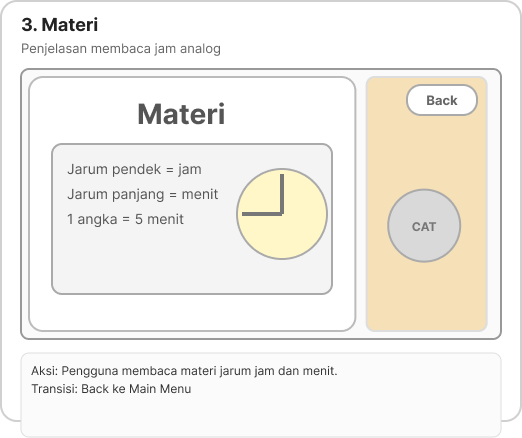 3. Materi
Penjelasan membaca jam analog
Materi
Jarum pendek = jam
Jarum panjang = menit
1 angka = 5 menit
Back
CAT
Aksi: Pengguna membaca materi jarum jam dan menit.
Transisi: Back ke Main Menu